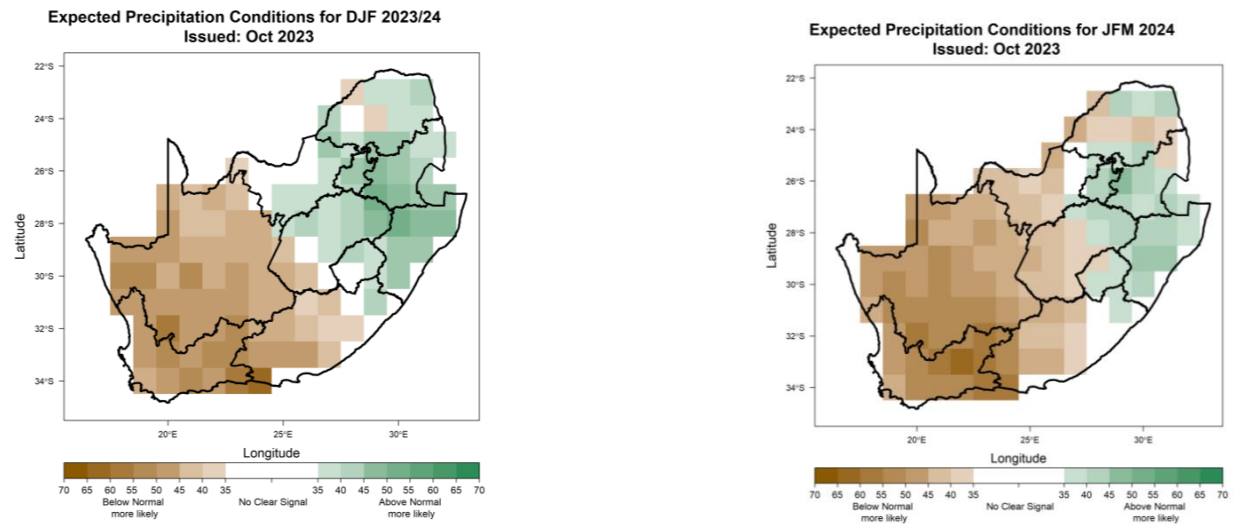 Expected Precipitation Conditions for DJF 2023/24
Issued: Oct 2023
22°S
24°S
26°S
28°S
30°S
32°S
34°S
Latitude
20°E 25°E 30°E
Longitude
70 65 60 55 50 45 40 35 35 40 45 50 55 60 65 70
Below Normal No Clear Signal Above Normal
more likely more likely
Expected Precipitation Conditions for JFM 2024
Issued: Oct 2023
22°S
24°S
26°S
28°S
30°S
32°S
34°S
Latitude
20°E 25°E 30°E
Longitude
70 65 60 55 50 45 40 35 35 40 45 50 55 60 65 70
Below Normal No Clear Signal Above Normal
more likely more likely